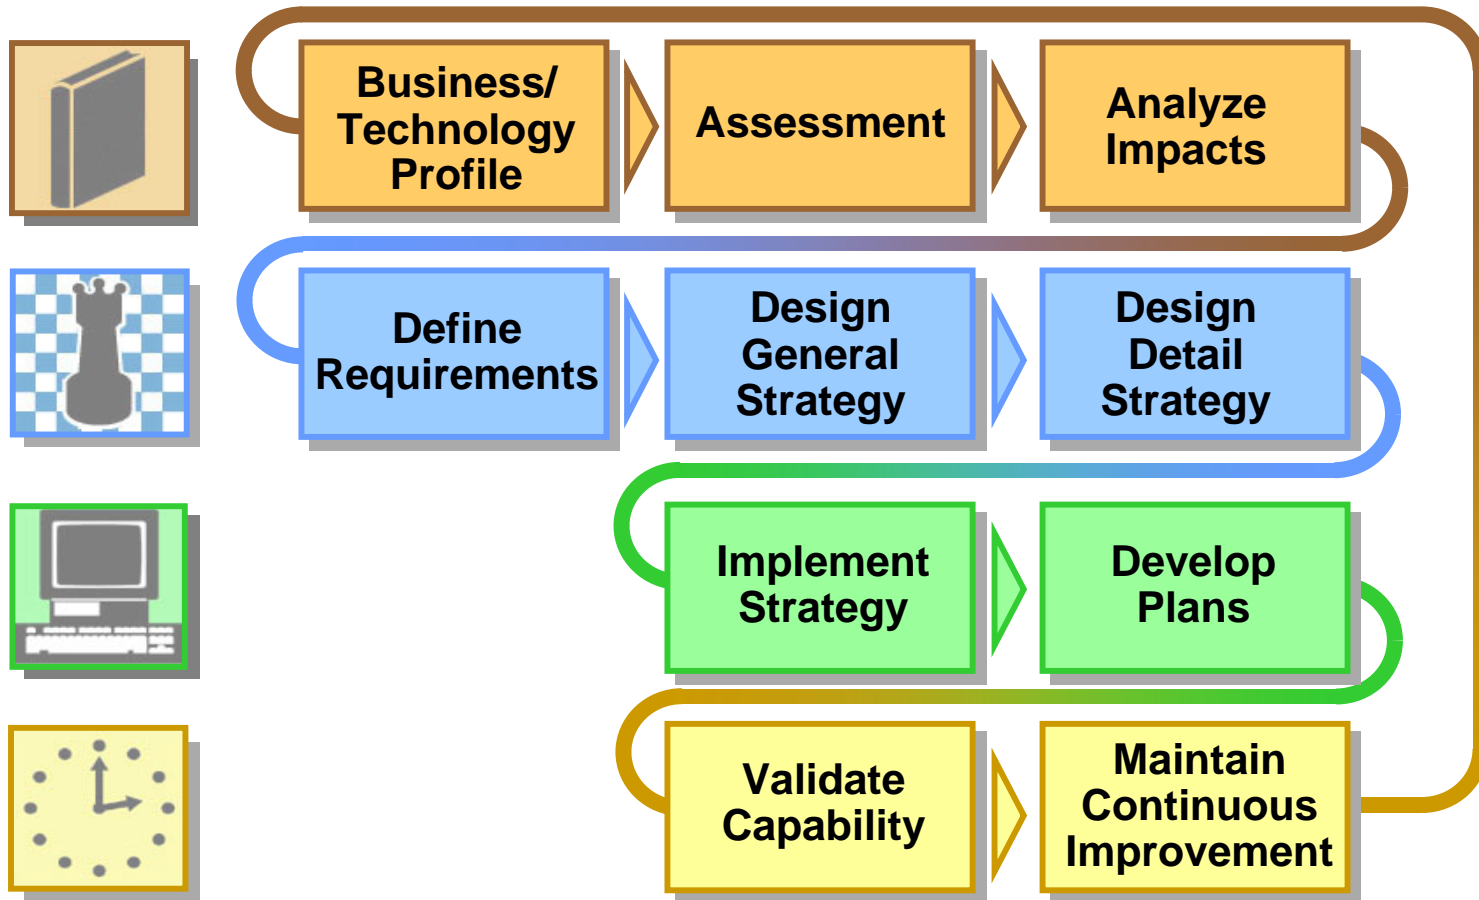 Business/
Technology
Profile
Assessment
Analyze
Impacts
Define
Requirements
Design
General
Strategy
Design
Detail
Strategy
Implement
Strategy
Develop
Plans
Validate
Capability
Maintain
Continuous
Improvement